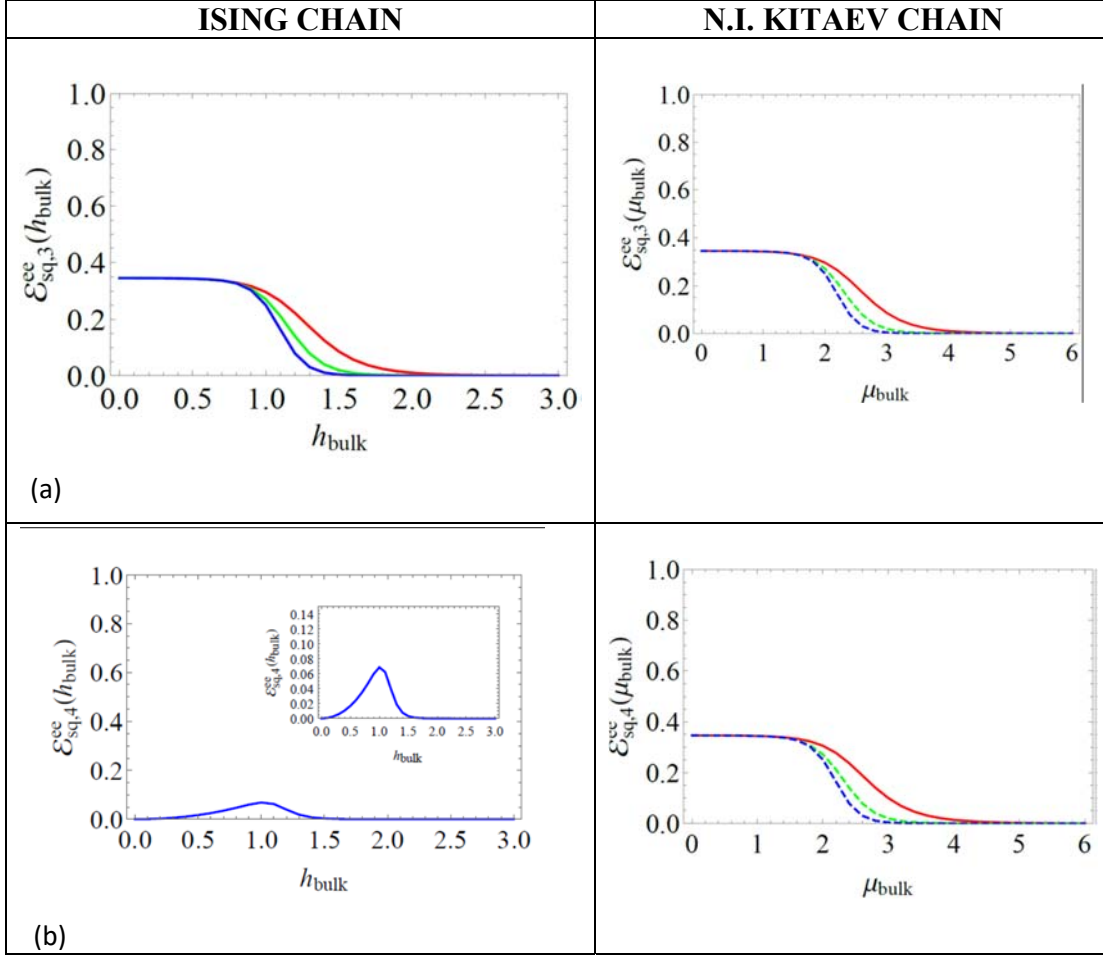 ISING CHAIN
N.I. KITAEV CHAIN
1.0
0.8
0.6
0.4
0.2
0.0
ℰ^ee_sq,3(h_bulk)
0.0 0.5 1.0 1.5 2.0 2.5 3.0
h_bulk
(a)
1.0
0.8
0.6
0.4
0.2
0.0
ℰ^ee_sq,3(μ_bulk)
0 1 2 3 4 5 6
μ_bulk
1.0
0.8
0.6
0.4
0.2
0.0
ℰ^ee_sq,4(h_bulk)
0.14
0.12
0.10
0.08
0.06
0.04
0.02
0.00
ℰ^ee_sq,4(h_bulk)
0.0 0.5 1.0 1.5 2.0 2.5 3.0
h_bulk
0.0 0.5 1.0 1.5 2.0 2.5 3.0
h_bulk
(b)
1.0
0.8
0.6
0.4
0.2
0.0
ℰ^ee_sq,4(μ_bulk)
0 1 2 3 4 5 6
μ_bulk